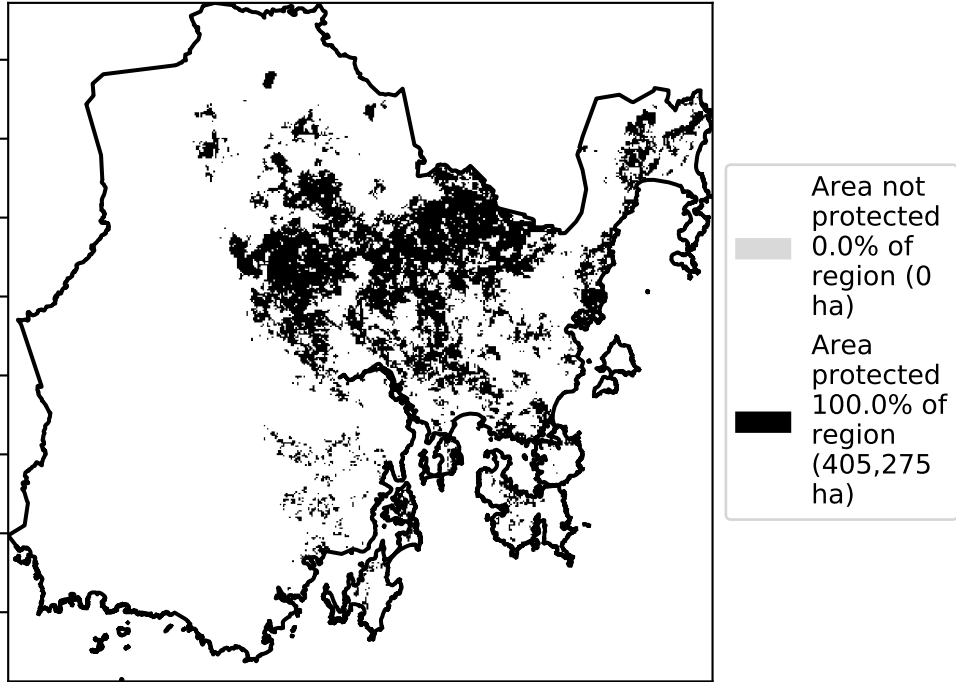 Area not
protected
0.0% of
region (0
ha)
Area
protected
100.0% of
region
(405,275
ha)